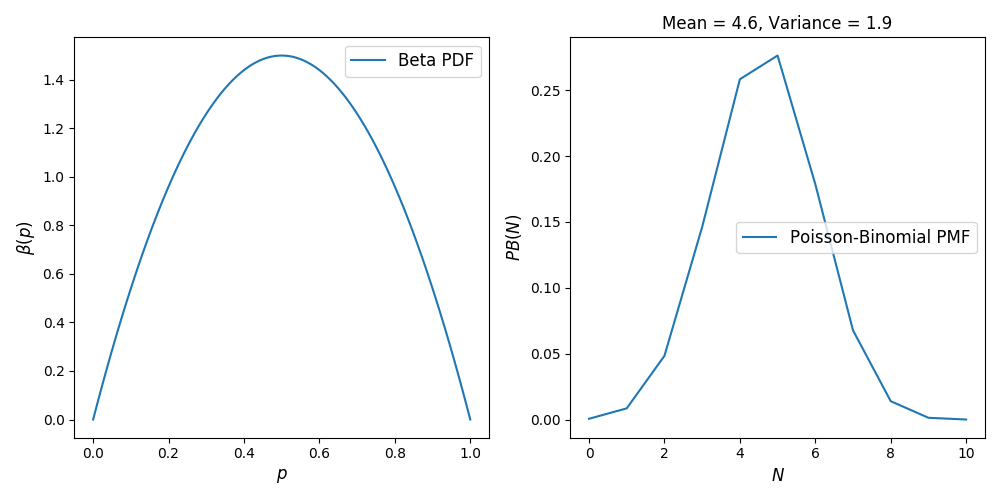 Beta PDF
β(p)
1.4
1.2
1.0
0.8
0.6
0.4
0.2
0.0
0.0 0.2 0.4 0.6 0.8 1.0
p
Mean = 4.6, Variance = 1.9
Poisson-Binomial PMF
PB(N)
0.25
0.20
0.15
0.10
0.05
0.00
0 2 4 6 8 10
N